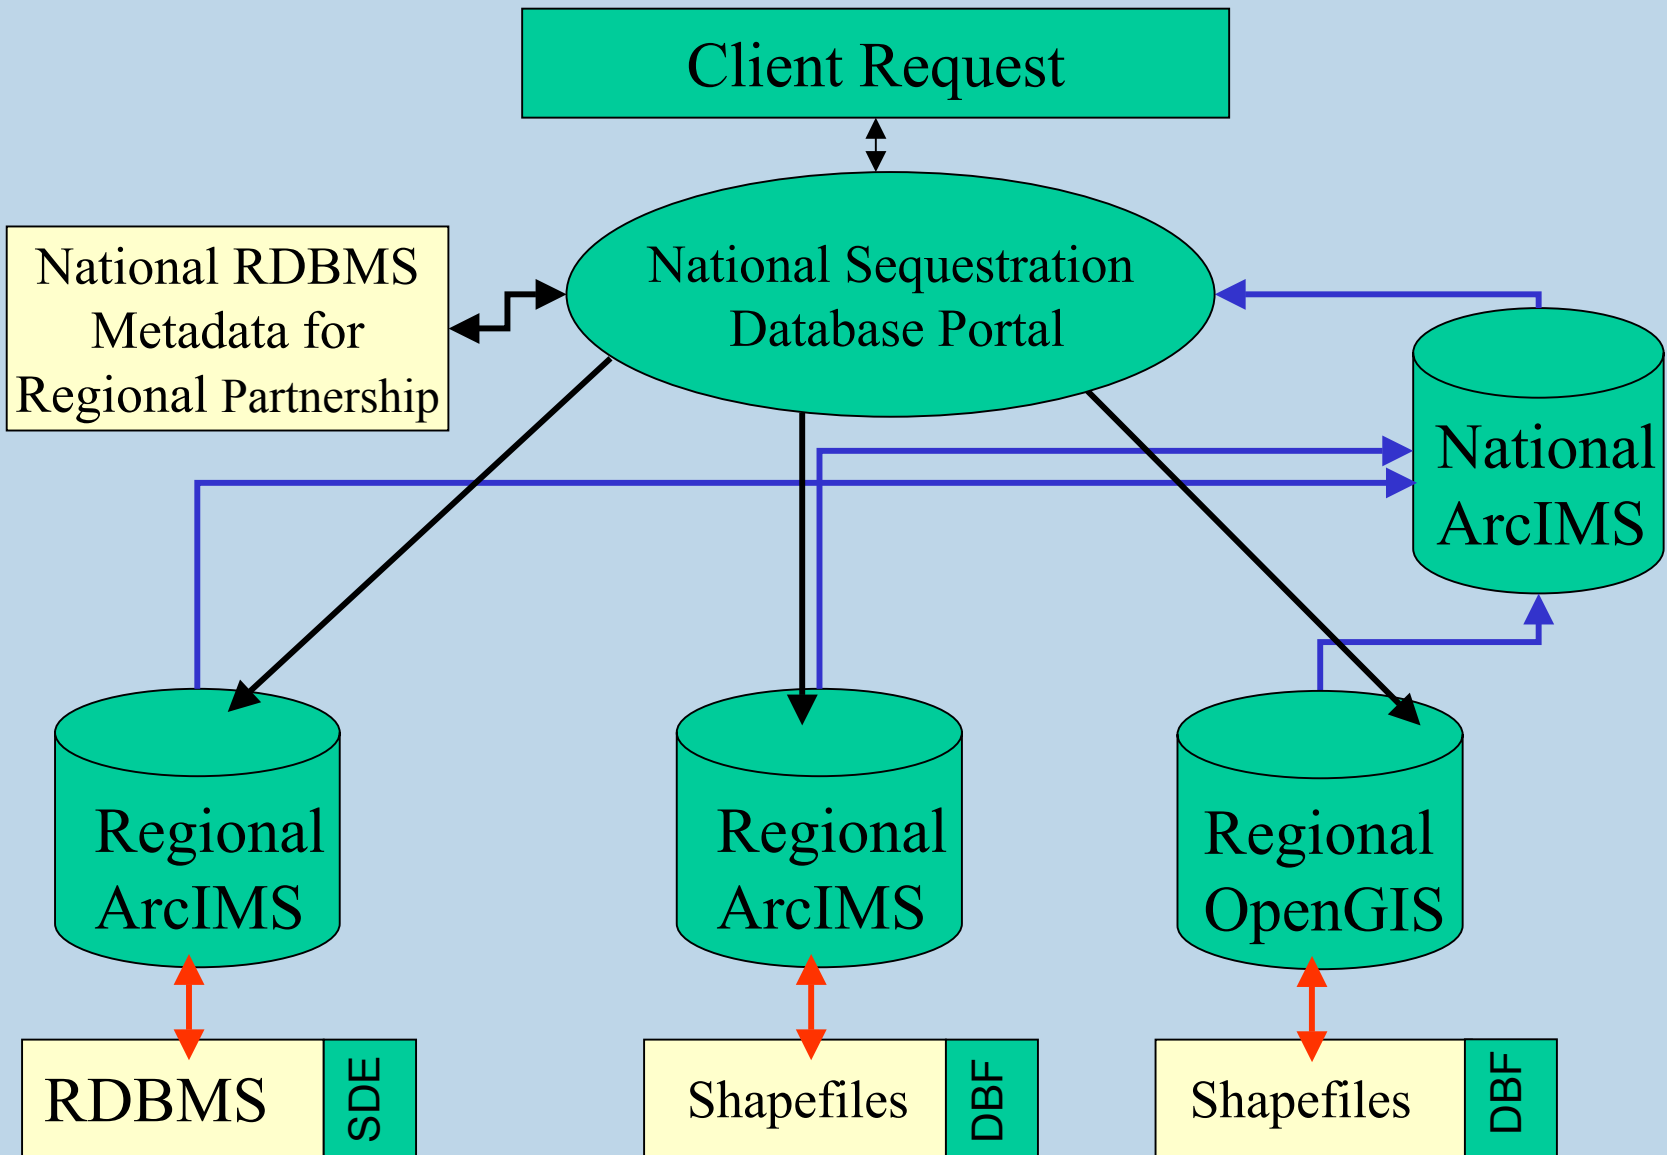 Client Request
National Sequestration
Database Portal
National RDBMS
Metadata for
Regional Partnership
National
ArcIMS
Regional
ArcIMS
Regional
ArcIMS
Regional
OpenGIS
RDBMS
SDE
Shapefiles
DBF
Shapefiles
DBF